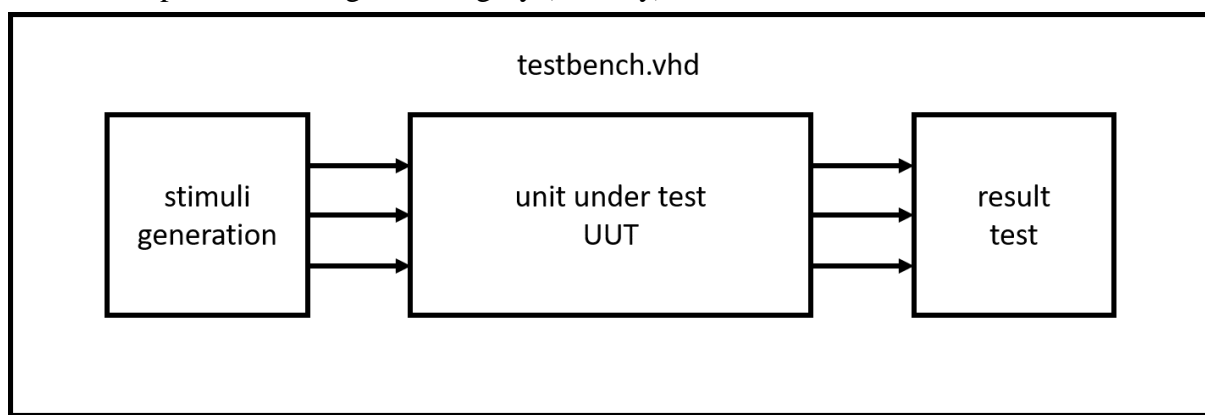 testbench.vhd
stimuli
generation
unit under test
UUT
result
test